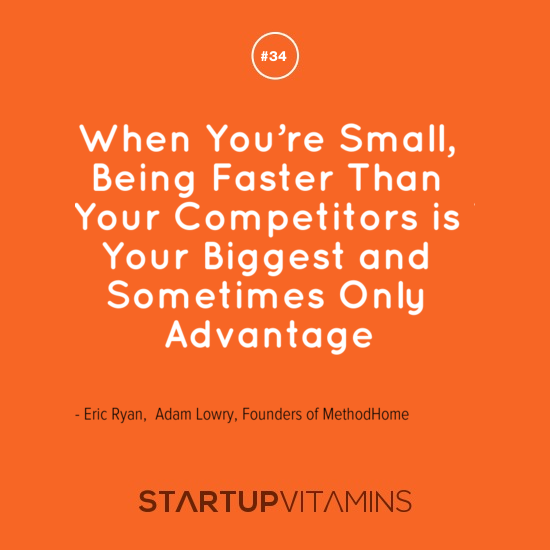 #34
When You're Small,
Being Faster Than
Your Competitors is
Your Biggest and
Sometimes Only
Advantage
- Eric Ryan,  Adam Lowry, Founders of MethodHome
STARTUPVITAMINS